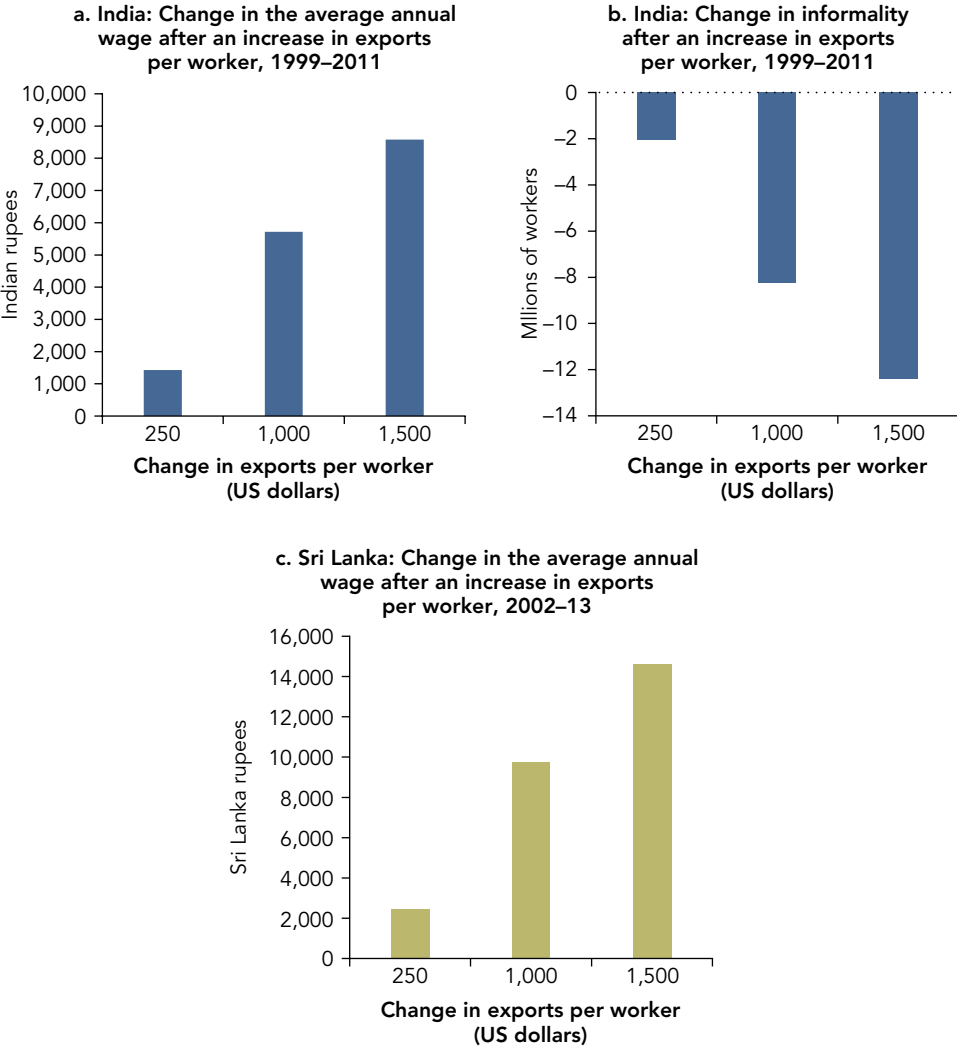 a. India: Change in the average annual
wage after an increase in exports
per worker, 1999–2011
10,000
9,000
8,000
7,000
6,000
5,000
4,000
3,000
2,000
1,000
0
Indian rupees
250 1,000 1,500
Change in exports per worker
(US dollars)
b. India: Change in informality
after an increase in exports
per worker, 1999–2011
0
–2
–4
–6
–8
–10
–12
–14
Mllions of workers
250 1,000 1,500
Change in exports per worker
(US dollars)
c. Sri Lanka: Change in the average annual
wage after an increase in exports
per worker, 2002–13
16,000
14,000
12,000
10,000
8,000
6,000
4,000
2,000
0
Sri Lanka rupees
250 1,000 1,500
Change in exports per worker
(US dollars)